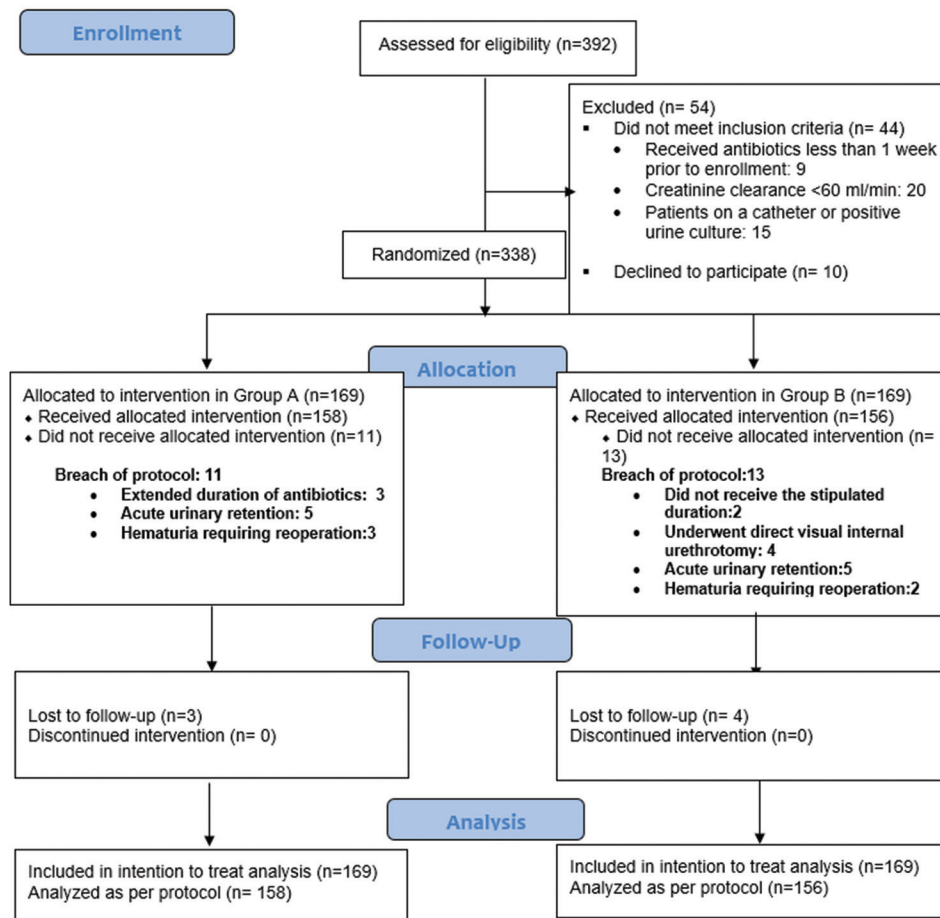 Enrollment
Assessed for eligibility (n=392)
Excluded (n= 54)
▪ Did not meet inclusion criteria (n= 44)
• Received antibiotics less than 1 week
prior to enrollment: 9
• Creatinine clearance <60 ml/min: 20
• Patients on a catheter or positive
urine culture: 15
▪ Declined to participate (n= 10)
Randomized (n=338)
Allocation
Allocated to intervention in Group A (n=169)
⬥ Received allocated intervention (n=158)
⬥ Did not receive allocated intervention (n=11)
Breach of protocol: 11
• Extended duration of antibiotics: 3
• Acute urinary retention: 5
• Hematuria requiring reoperation:3
Allocated to intervention in Group B (n=169)
⬥ Received allocated intervention (n=156)
⬥ Did not receive allocated intervention (n=
13)
Breach of protocol:13
• Did not receive the stipulated
duration:2
• Underwent direct visual internal
urethrotomy: 4
• Acute urinary retention:5
• Hematuria requiring reoperation:2
Follow-Up
Lost to follow-up (n=3)
Discontinued intervention (n= 0)
Lost to follow-up (n= 4)
Discontinued intervention (n=0)
Analysis
Included in intention to treat analysis (n=169)
Analyzed as per protocol (n= 158)
Included in intention to treat analysis (n=169)
Analyzed as per protocol (n=156)